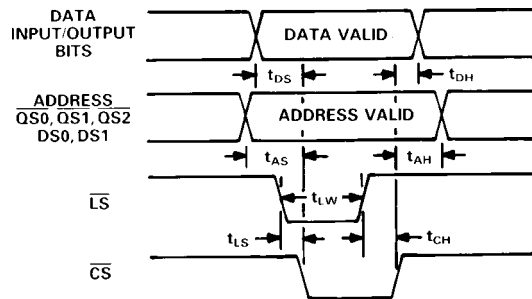 DATA
INPUT/OUTPUT
BITS
DATA VALID
tDS
tDH
ADDRESS
QS0, QS1, QS2
DS0, DS1
ADDRESS VALID
tAS
tAH
LS
tLW
tLS
tCH
CS